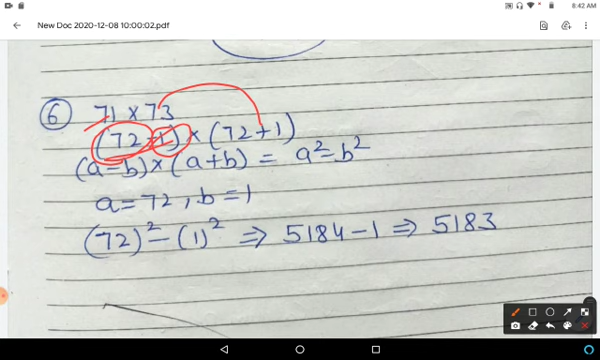 8:42 AM
New Doc 2020-12-08 10:00:02.pdf
⑥ 71 × 73
(72-1) × (72+1)
(a-b) × (a+b) = a²-b²
a=72, b=1
(72)² - (1)² ⇒ 5184-1 ⇒ 5183